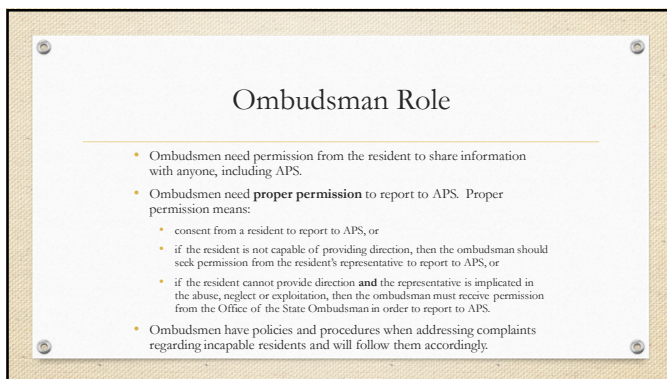 Ombudsman Role
• Ombudsmen need permission from the resident to share information
with anyone, including APS.
• Ombudsmen need proper permission to report to APS.  Proper
permission means:
• consent from a resident to report to APS, or
• if the resident is not capable of providing direction, then the ombudsman should
seek permission from the resident's representative to report to APS, or
• if the resident cannot provide direction and the representative is implicated in
the abuse, neglect or exploitation, then the ombudsman must receive permission
from the Office of the State Ombudsman in order to report to APS.
• Ombudsmen have policies and procedures when addressing complaints
regarding incapable residents and will follow them accordingly.